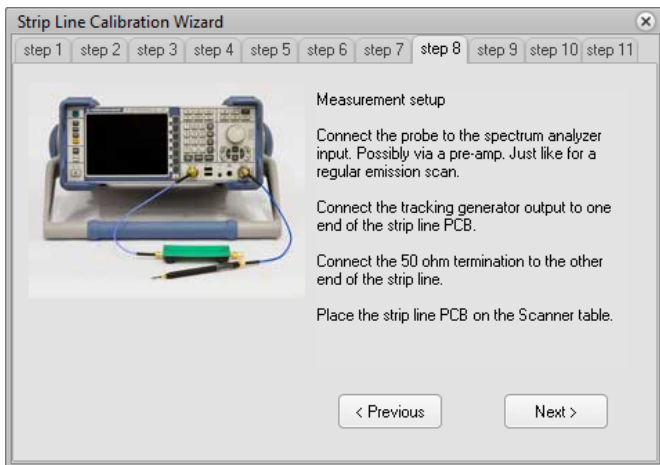 Strip Line Calibration Wizard
step 1 step 2 step 3 step 4 step 5 step 6 step 7 step 8 step 9 step 10 step 11
Measurement setup
Connect the probe to the spectrum analyzer
input. Possibly via a pre-amp. Just like for a
regular emission scan.
Connect the tracking generator output to one
end of the strip line PCB.
Connect the 50 ohm termination to the other
end of the strip line.
Place the strip line PCB on the Scanner table.
< Previous
Next >